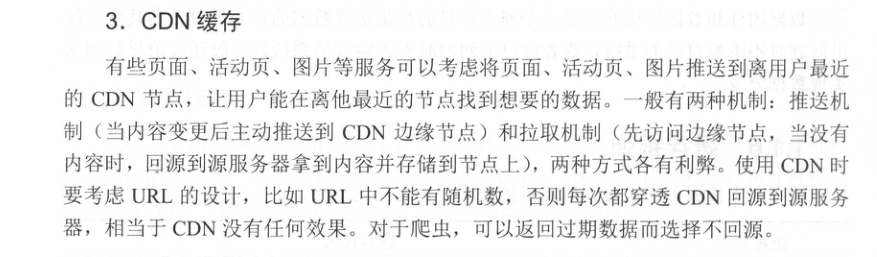 3. CDN 缓存
有些页面、活动页、图片等服务可以考虑将页面、活动页、图片推送到离用户最近
的 CDN 节点，让用户能在离他最近的节点找到想要的数据。一般有两种机制：推送机
制（当内容变更后主动推送到 CDN 边缘节点）和拉取机制（先访问边缘节点，当没有
内容时，回源到源服务器拿到内容并存储到节点上），两种方式各有利弊。使用 CDN 时
要考虑 URL 的设计，比如 URL 中不能有随机数，否则每次都穿透 CDN 回源到源服务
器，相当于 CDN 没有任何效果。对于爬虫，可以返回过期数据而选择不回源。